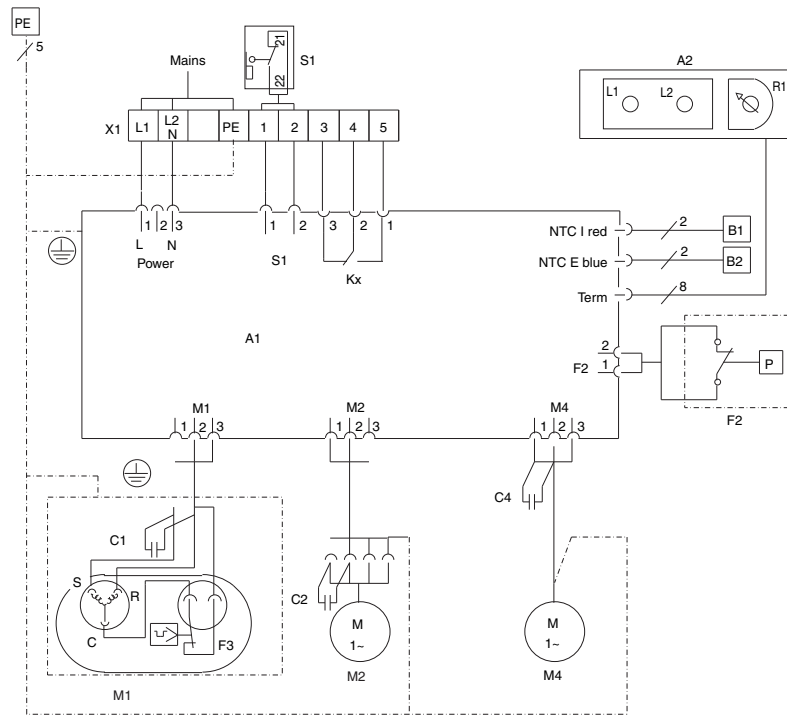 PE
5
Mains
21
22
S1
A2
L1
L2
R1
X1
L1
L2
N
PE
1
2
3
4
5
1
2
3
L
N
Power
1
2
S1
3
2
1
Kx
NTC I red
2
B1
NTC E blue
2
B2
Term
8
A1
2
1
F2
P
F2
M1
1
2
3
M2
1
2
3
M4
1
2
3
C1
S
R
C
F3
M1
C2
M
1~
M2
C4
M
1~
M4